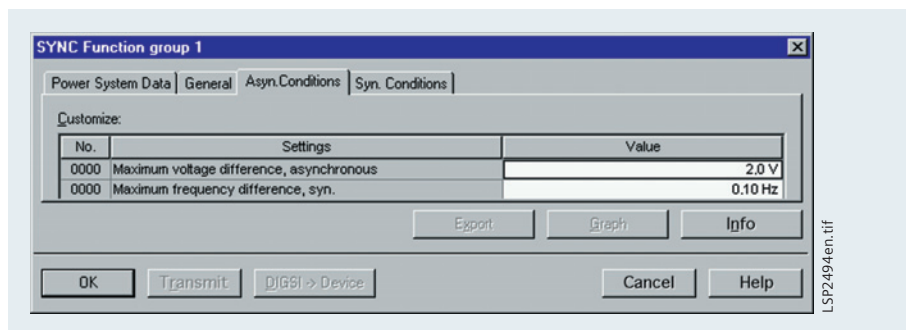 SYNC Function group 1
Power System Data General Asyn.Conditions Syn. Conditions
Customize:
No. Settings Value
0000 Maximum voltage difference, asynchronous 2.0 V
0000 Maximum frequency difference, syn. 0.10 Hz
Export Graph Info
OK Transmit DIGSI -> Device Cancel Help
LSP2494en.tif